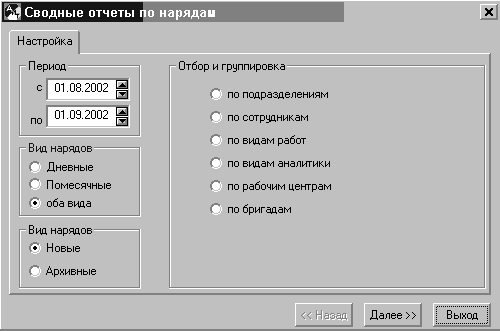 Сводные отчеты по нарядам
Настройка
Период
с 01.08.2002
по 01.09.2002
Вид нарядов
Дневные
Помесячные
оба вида
Вид нарядов
Новые
Архивные
Отбор и группировка
по подразделениям
по сотрудникам
по видам работ
по видам аналитики
по рабочим центрам
по бригадам
<< Назад
Далее >>
Выход